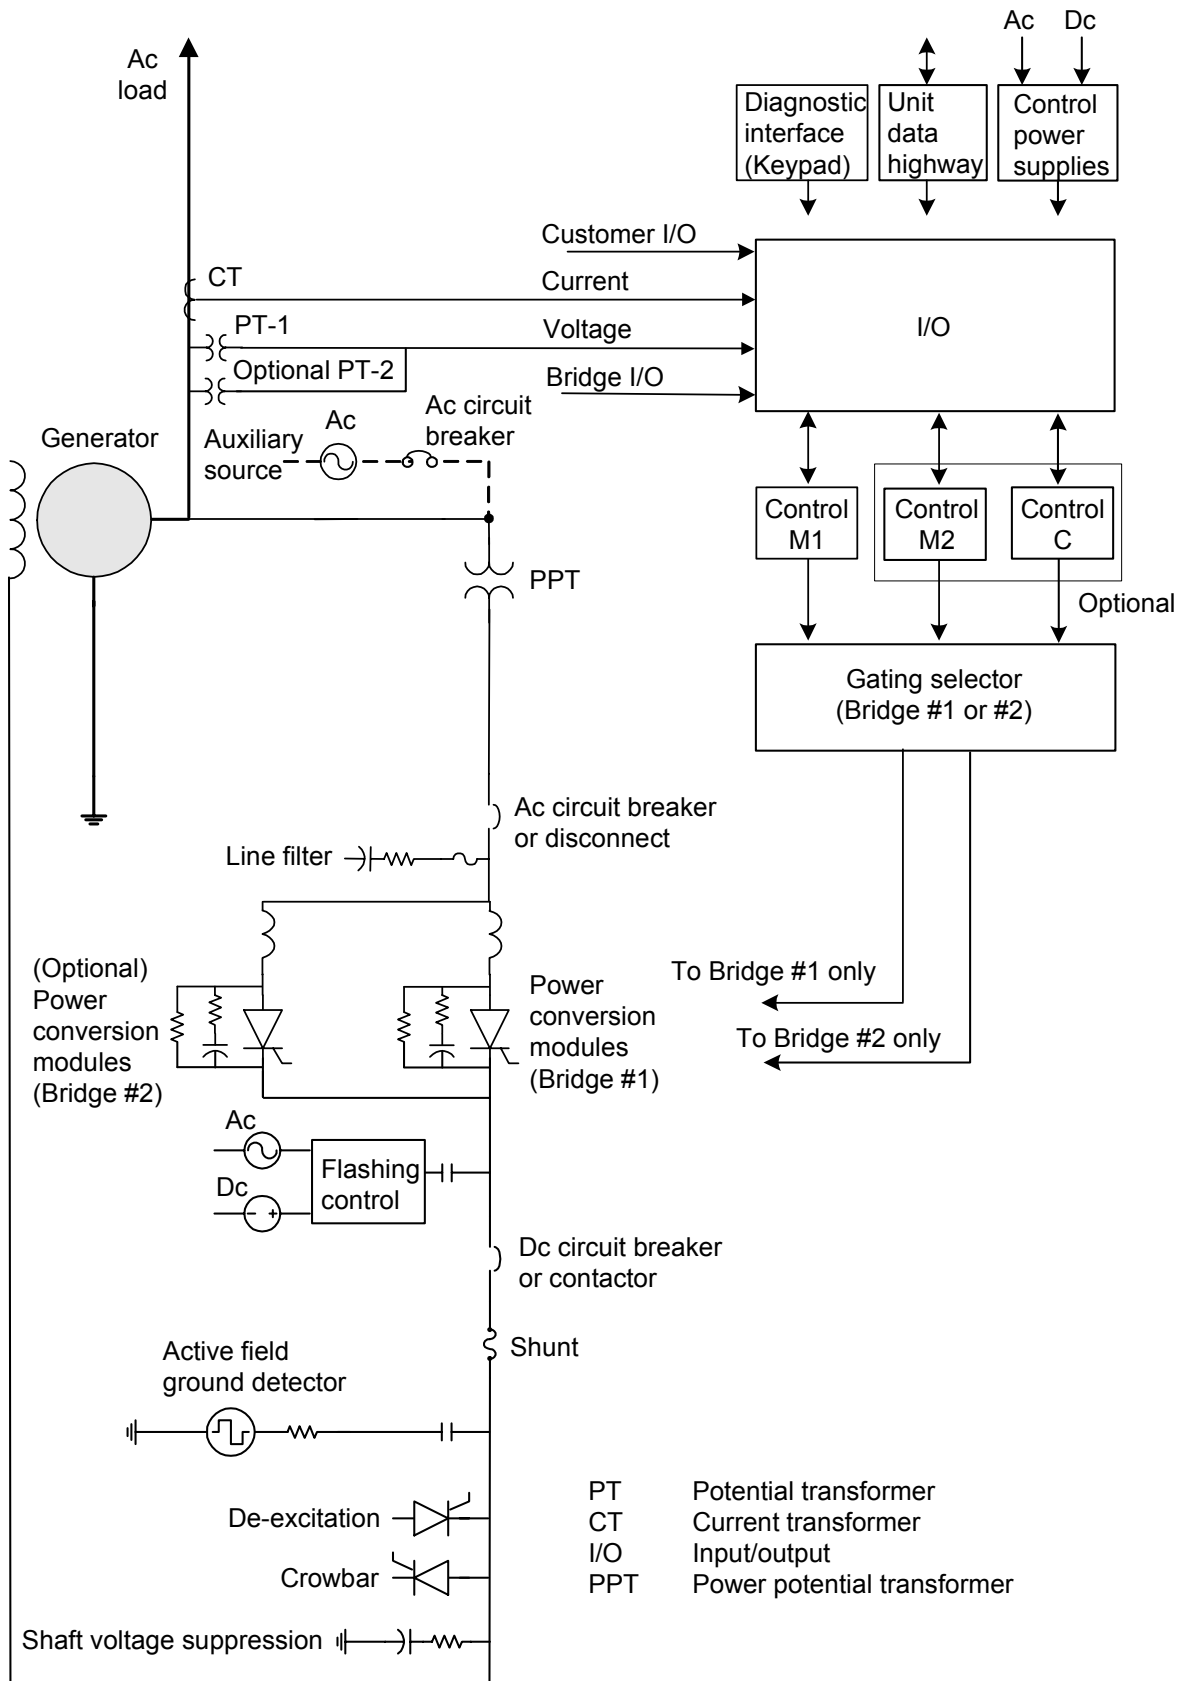 Ac
load
Ac
Dc
Diagnostic
interface
(Keypad)
Unit
data
highway
Control
power
supplies
Customer I/O
CT
Current
PT-1
Voltage
Optional PT-2
Bridge I/O
I/O
Ac
Ac circuit
breaker
Auxiliary
source
Generator
Control
M1
Control
M2
Control
C
PPT
Optional
Gating selector
(Bridge #1 or #2)
Ac circuit breaker
or disconnect
Line filter
(Optional)
Power
conversion
modules
(Bridge #2)
Power
conversion
modules
(Bridge #1)
To Bridge #1 only
To Bridge #2 only
Ac
Dc
- +
Flashing
control
Dc circuit breaker
or contactor
Shunt
Active field
ground detector
De-excitation
Crowbar
Shaft voltage suppression
PT Potential transformer
CT Current transformer
I/O Input/output
PPT Power potential transformer